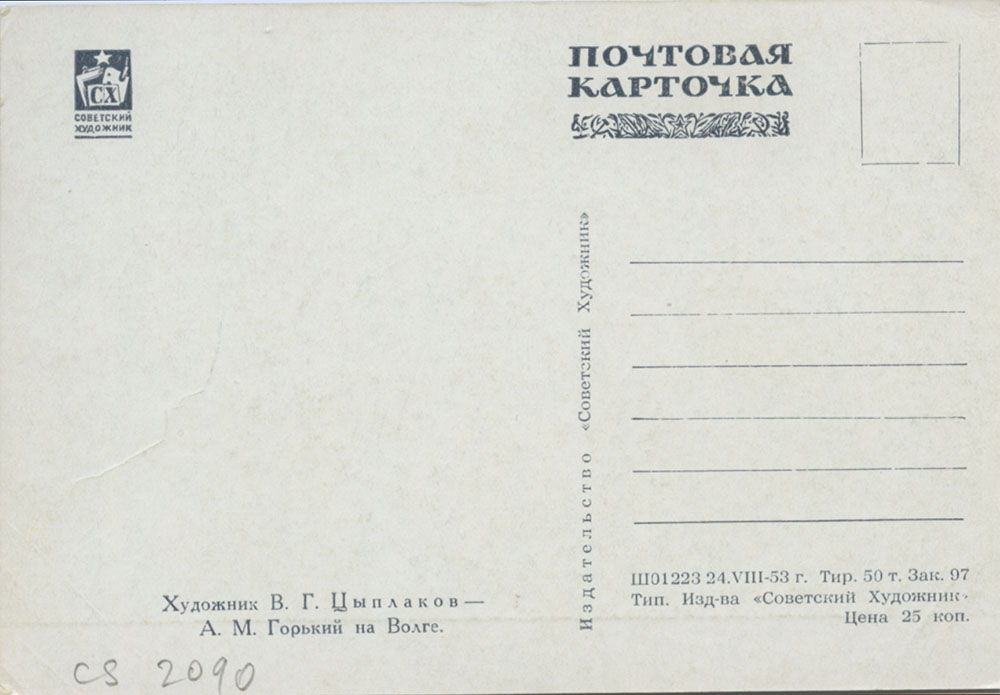 СХ
СОВЕТСКИЙ
ХУДОЖНИК
ПОЧТОВАЯ
КАРТОЧКА
Издательство «Советский Художник»
Ш01223 24.VIII-53 г. Тир. 50 т. Зак. 97
Тип. Изд-ва «Советский Художник»
Цена 25 коп.
Художник В. Г. Цыплаков —
А. М. Горький на Волге.
CS 2090